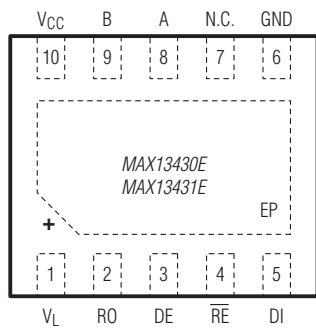 VCC B A N.C. GND
10 9 8 7 6
MAX13430E
MAX13431E
EP
+
1 2 3 4 5
VL RO DE R̅E̅ DI